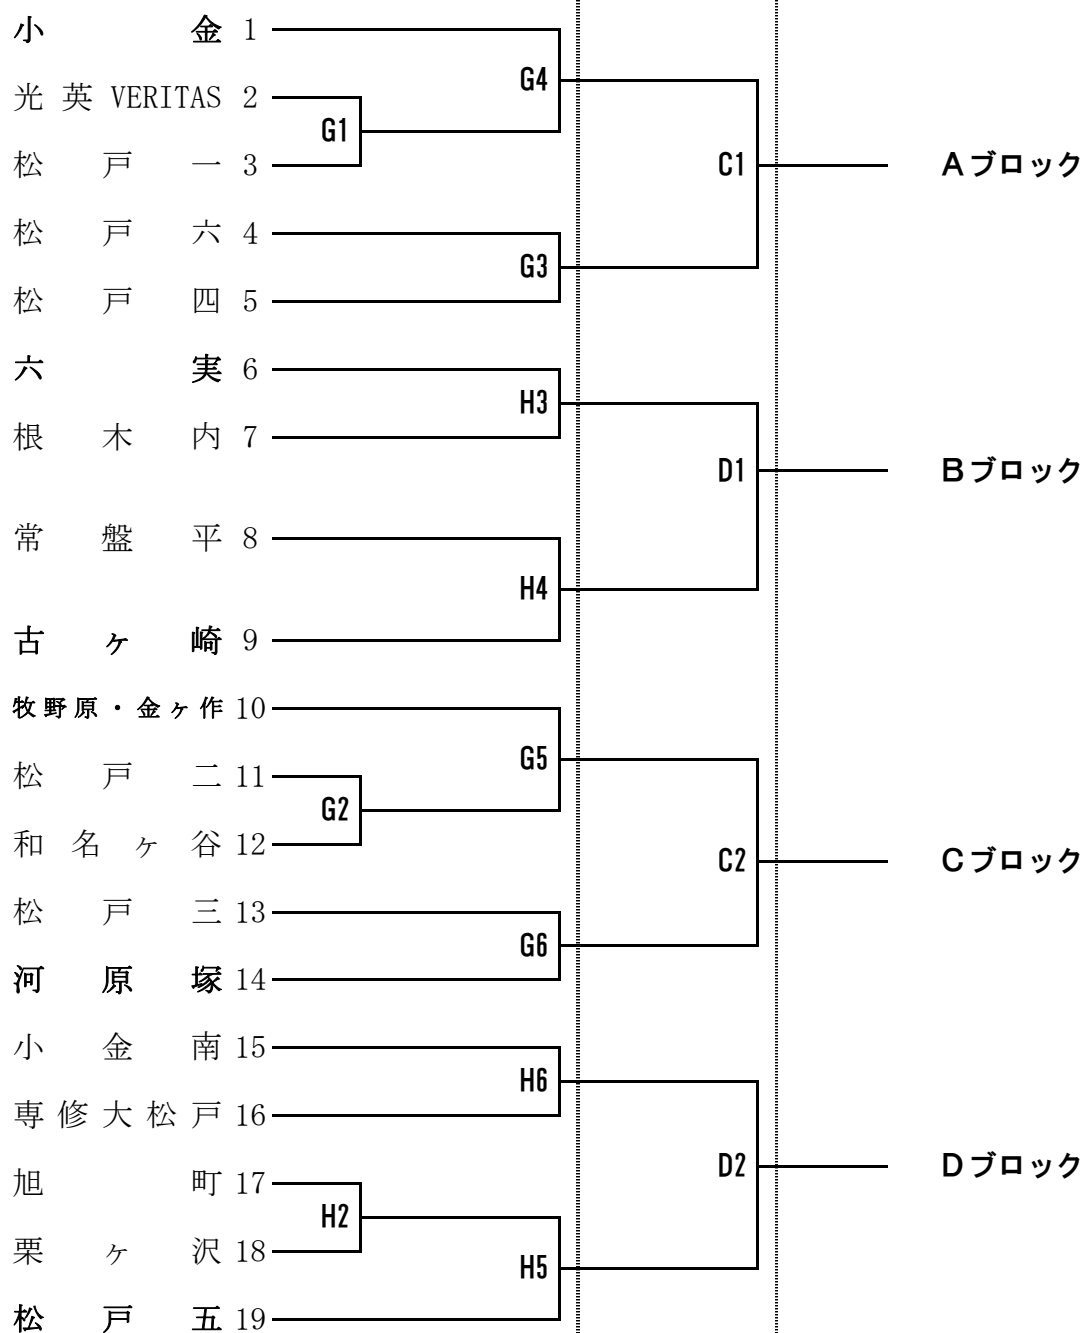 小金 1
G4
光英VERITAS 2
G1
松戸一 3
C1
Aブロック
松戸六 4
G3
松戸四 5
六実 6
H3
根木内 7
D1
Bブロック
常盤平 8
H4
古ヶ崎 9
牧野原・金ヶ作 10
G5
松戸二 11
G2
和名ヶ谷 12
C2
Cブロック
松戸三 13
G6
河原塚 14
小金南 15
H6
専修大松戸 16
D2
Dブロック
旭町 17
H2
栗ヶ沢 18
H5
松戸五 19